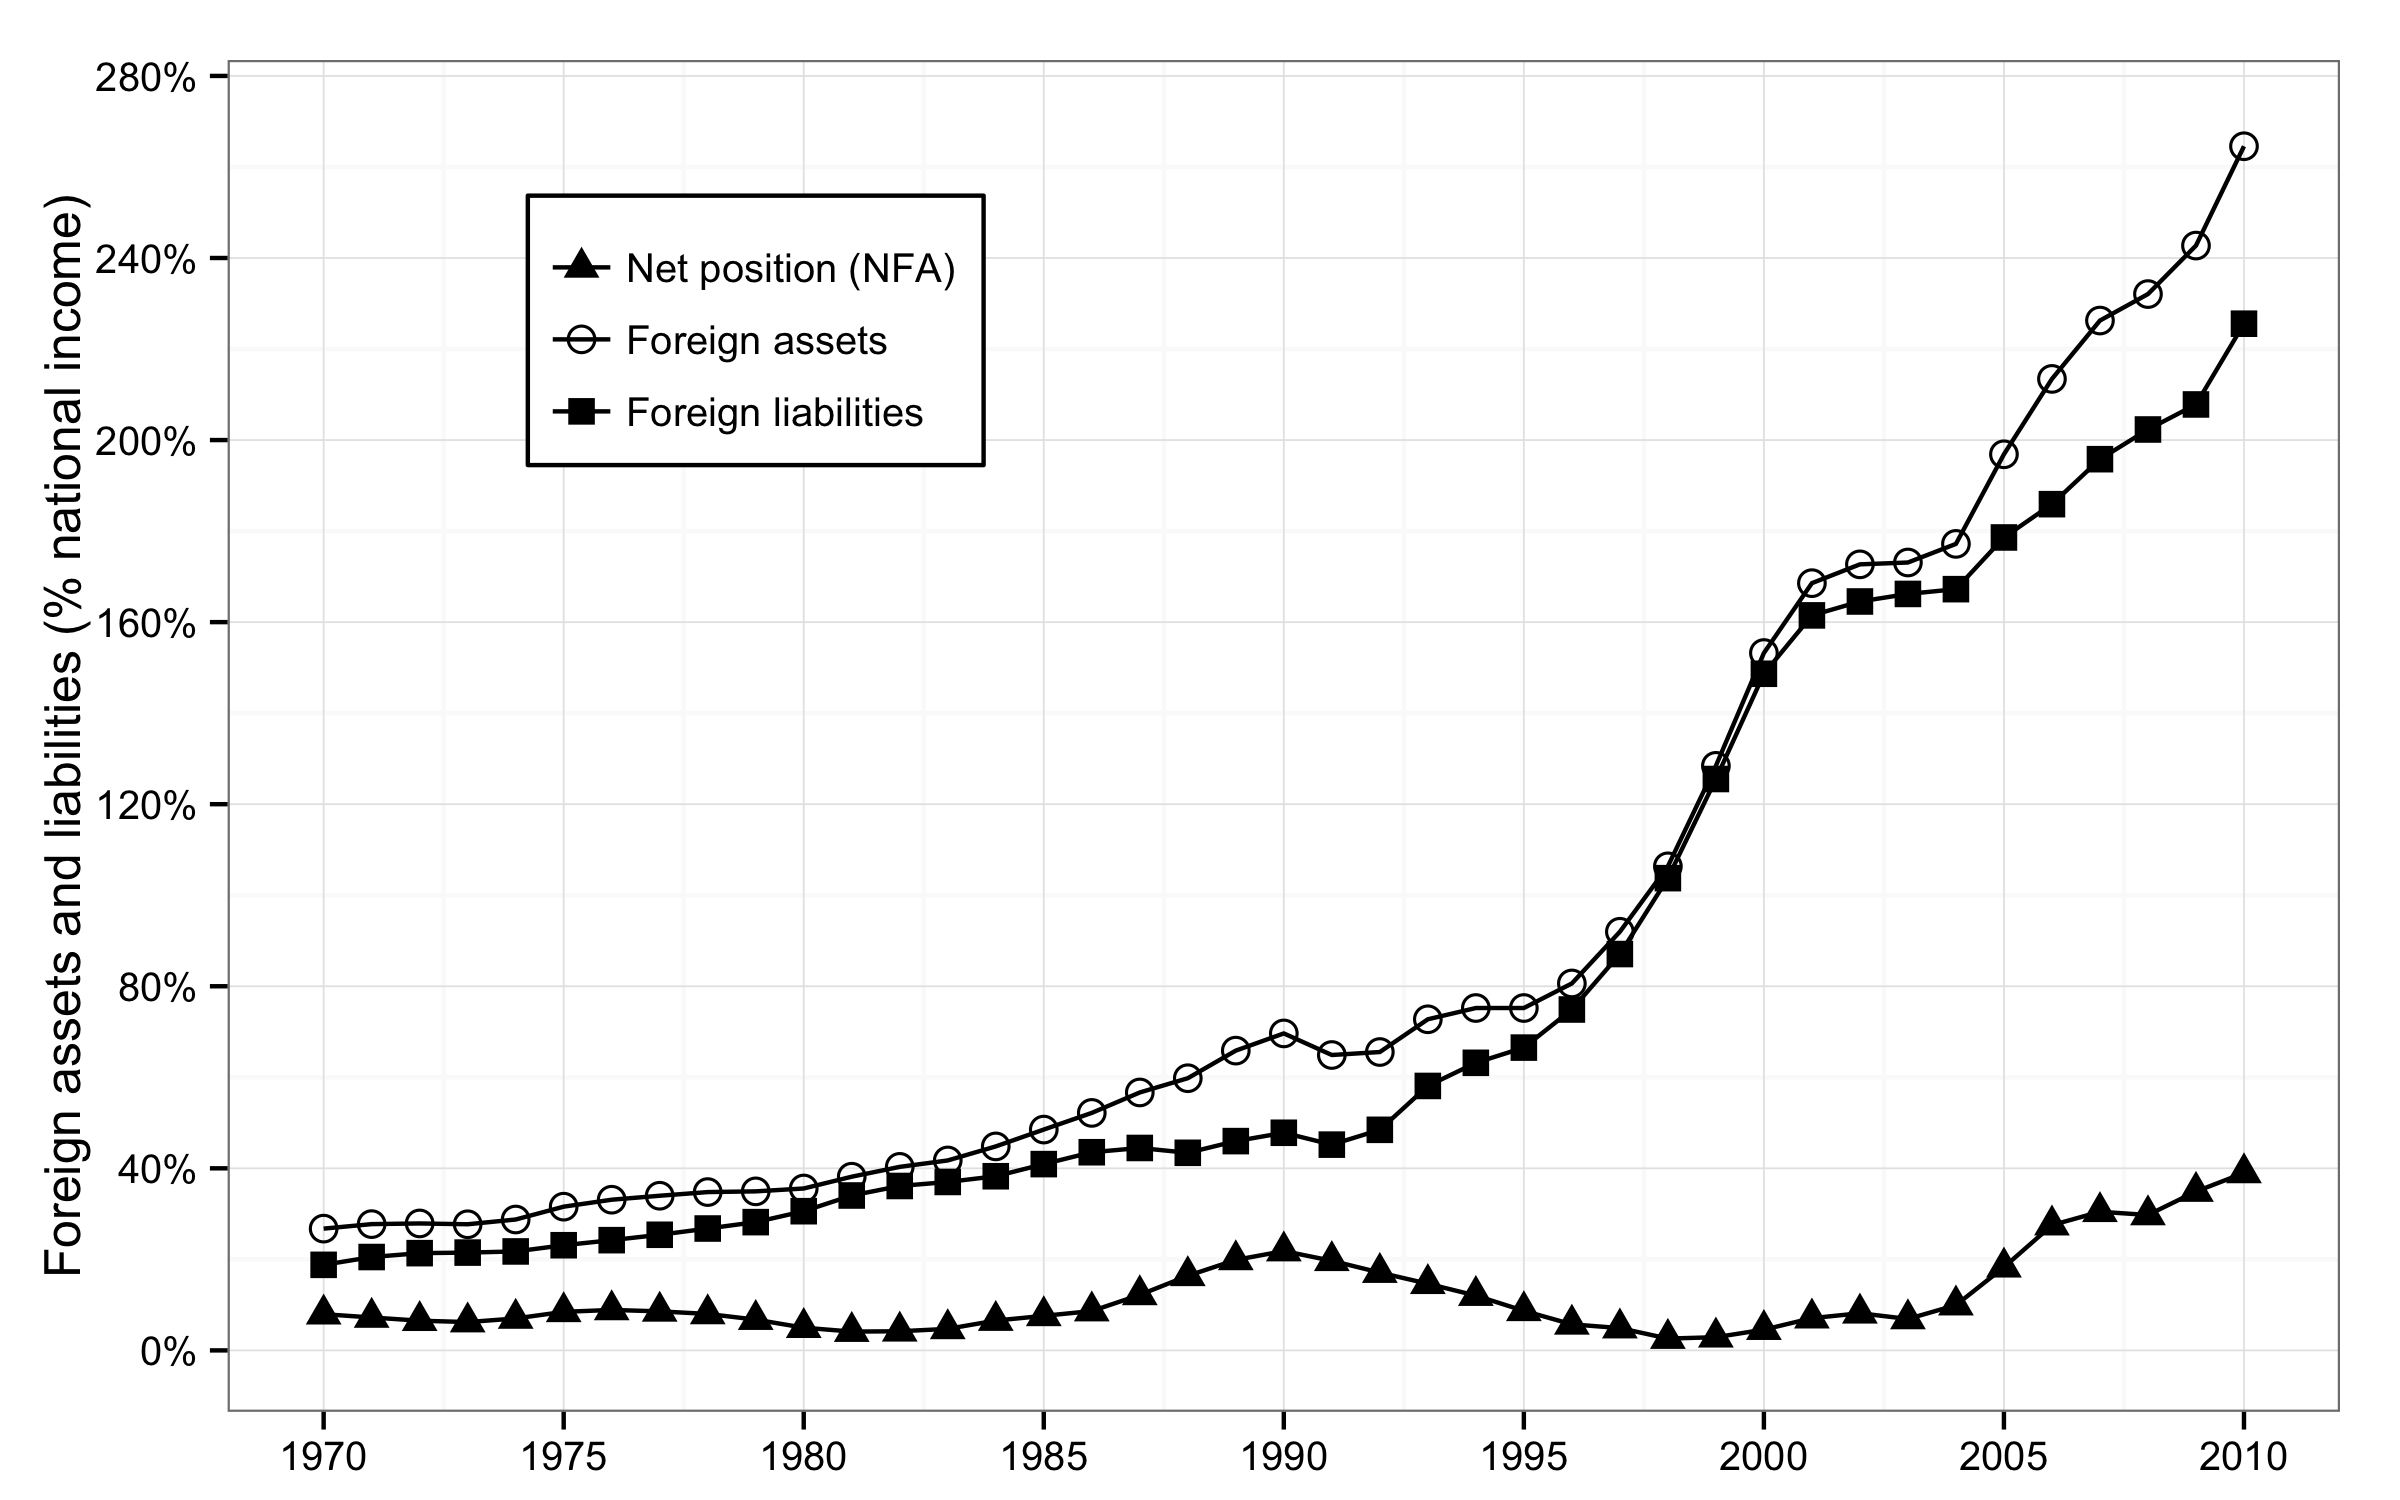 Foreign assets and liabilities (% national income)
280%
240%
200%
160%
120%
80%
40%
0%
Net position (NFA)
Foreign assets
Foreign liabilities
1970 1975 1980 1985 1990 1995 2000 2005 2010